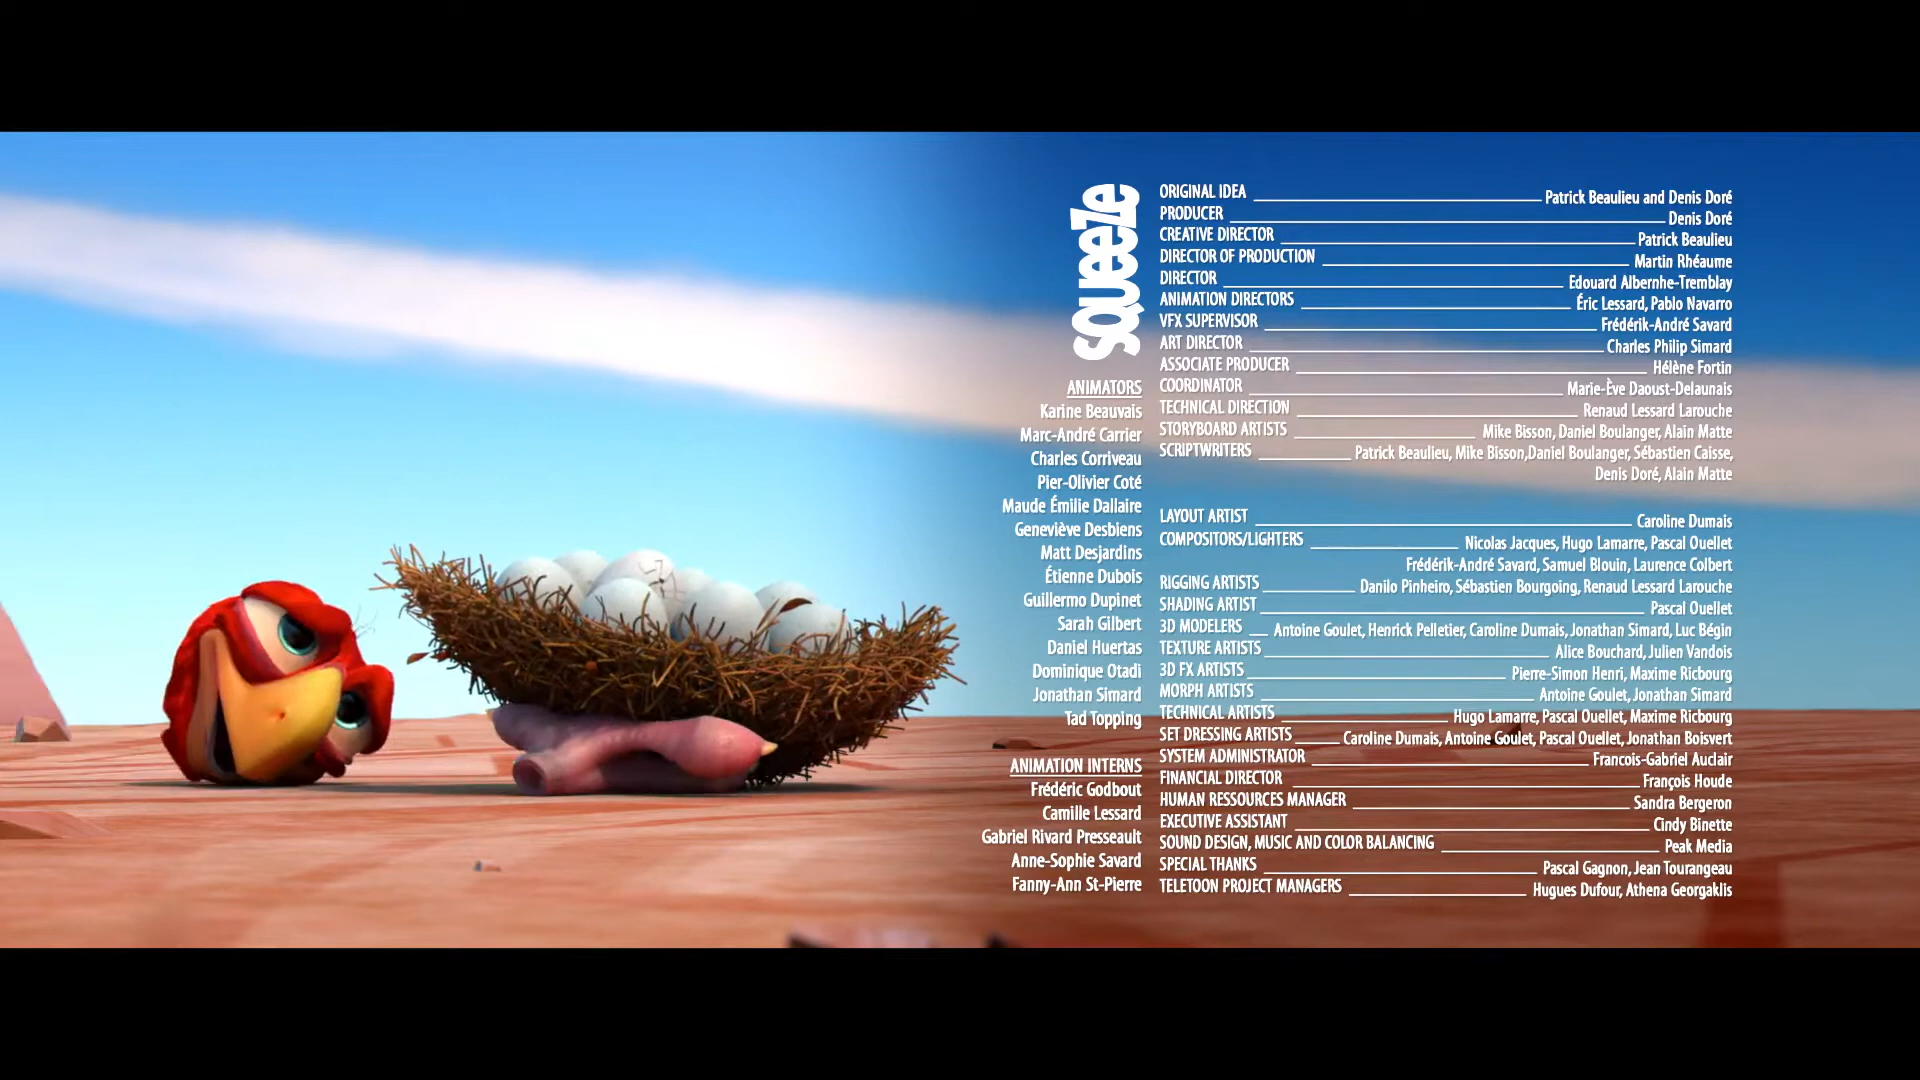 squeeze
ANIMATORS
Karine Beauvais
Marc-André Carrier
Charles Corriveau
Pier-Olivier Coté
Maude Émilie Dallaire
Geneviève Desbiens
Matt Desjardins
Étienne Dubois
Guillermo Dupinet
Sarah Gilbert
Daniel Huertas
Dominique Otadi
Jonathan Simard
Tad Topping
ANIMATION INTERNS
Frédéric Godbout
Camille Lessard
Gabriel Rivard Presseault
Anne-Sophie Savard
Fanny-Ann St-Pierre
ORIGINAL IDEA Patrick Beaulieu and Denis Doré
PRODUCER Denis Doré
CREATIVE DIRECTOR Patrick Beaulieu
DIRECTOR OF PRODUCTION Martin Rhéaume
DIRECTOR Edouard Albernhe-Tremblay
ANIMATION DIRECTORS Éric Lessard, Pablo Navarro
VFX SUPERVISOR Frédérik-André Savard
ART DIRECTOR Charles Philip Simard
ASSOCIATE PRODUCER Hélène Fortin
COORDINATOR Marie-Ève Daoust-Delaunais
TECHNICAL DIRECTION Renaud Lessard Larouche
STORYBOARD ARTISTS Mike Bisson, Daniel Boulanger, Alain Matte
SCRIPTWRITERS Patrick Beaulieu, Mike Bisson,Daniel Boulanger, Sébastien Caisse,
Denis Doré, Alain Matte
LAYOUT ARTIST Caroline Dumais
COMPOSITORS/LIGHTERS Nicolas Jacques, Hugo Lamarre, Pascal Ouellet
Frédérik-André Savard, Samuel Blouin, Laurence Colbert
RIGGING ARTISTS Danilo Pinheiro, Sébastien Bourgoing, Renaud Lessard Larouche
SHADING ARTIST Pascal Ouellet
3D MODELERS Antoine Goulet, Henrick Pelletier, Caroline Dumais, Jonathan Simard, Luc Bégin
TEXTURE ARTISTS Alice Bouchard, Julien Vandois
3D FX ARTISTS Pierre-Simon Henri, Maxime Ricbourg
MORPH ARTISTS Antoine Goulet, Jonathan Simard
TECHNICAL ARTISTS Hugo Lamarre, Pascal Ouellet, Maxime Ricbourg
SET DRESSING ARTISTS Caroline Dumais, Antoine Goulet, Pascal Ouellet, Jonathan Boisvert
SYSTEM ADMINISTRATOR Francois-Gabriel Auclair
FINANCIAL DIRECTOR François Houde
HUMAN RESSOURCES MANAGER Sandra Bergeron
EXECUTIVE ASSISTANT Cindy Binette
SOUND DESIGN, MUSIC AND COLOR BALANCING Peak Media
SPECIAL THANKS Pascal Gagnon, Jean Tourangeau
TELETOON PROJECT MANAGERS Hugues Dufour, Athena Georgaklis